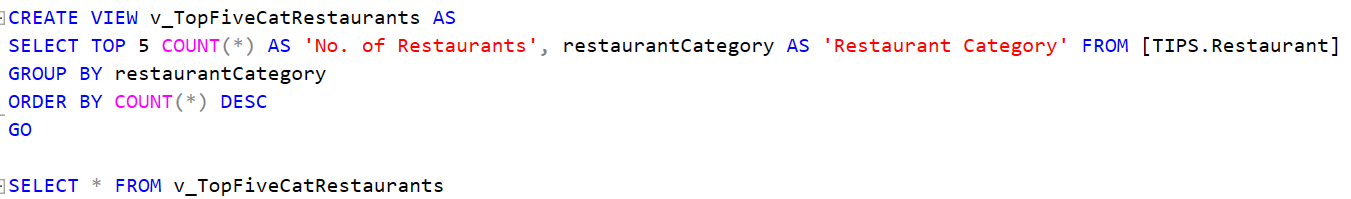 CREATE VIEW v_TopFiveCatRestaurants AS
SELECT TOP 5 COUNT(*) AS 'No. of Restaurants', restaurantCategory AS 'Restaurant Category' FROM [TIPS.Restaurant]
GROUP BY restaurantCategory
ORDER BY COUNT(*) DESC
GO
SELECT * FROM v_TopFiveCatRestaurants